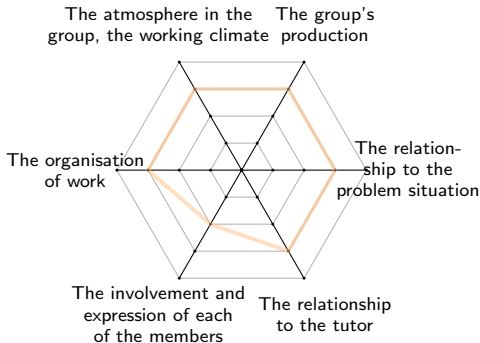 The atmosphere in the
group, the working climate
The group's
production
The organisation
of work
The relation-
ship to the
problem situation
The involvement and
expression of each
of the members
The relationship
to the tutor